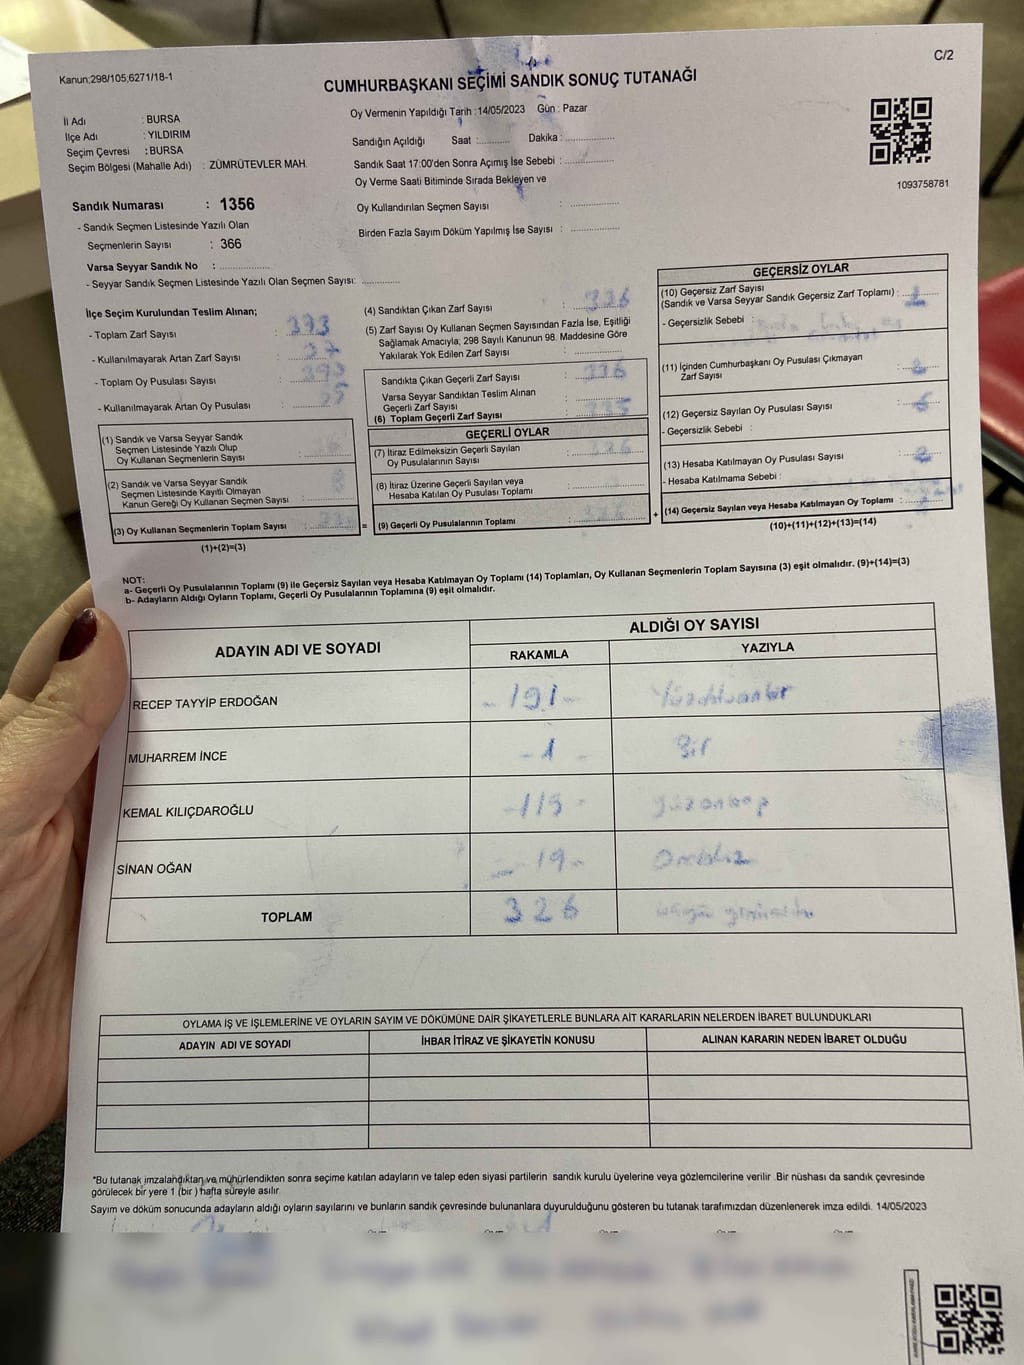 Kanun;298/105;6271/18-1
C/2
CUMHURBAŞKANI SEÇİMİ SANDIK SONUÇ TUTANAĞI
İl Adı : BURSA
İlçe Adı : YILDIRIM
Seçim Çevresi : BURSA
Seçim Bölgesi (Mahalle Adı) : ZÜMRÜTEVLER MAH.
Sandık Numarası : 1356
- Sandık Seçmen Listesinde Yazılı Olan
Seçmenlerin Sayısı : 366
Varsa Seyyar Sandık No :
- Seyyar Sandık Seçmen Listesinde Yazılı Olan Seçmen Sayısı:
Oy Vermenin Yapıldığı Tarih : 14/05/2023 Gün : Pazar
Sandığın Açıldığı Saat : Dakika :
Sandık Saat 17:00'den Sonra Açımış İse Sebebi :
Oy Verme Saati Bitiminde Sırada Bekleyen ve
Oy Kullandırılan Seçmen Sayısı :
Birden Fazla Sayım Döküm Yapılmış İse Sayısı :
1093758781
İlçe Seçim Kurulundan Teslim Alınan;
- Toplam Zarf Sayısı : 393
- Kullanılmayarak Artan Zarf Sayısı : 27
- Toplam Oy Pusulası Sayısı :
- Kullanılmayarak Artan Oy Pusulası : 25
(1) Sandık ve Varsa Seyyar Sandık
Seçmen Listesinde Yazılı Olup
Oy Kullanan Seçmenlerin Sayısı :
(2) Sandık ve Varsa Seyyar Sandık
Seçmen Listesinde Kayıtlı Olmayan
Kanun Gereği Oy Kullanan Seçmen Sayısı :
(3) Oy Kullanan Seçmenlerin Toplam Sayısı :
(1)+(2)=(3)
(4) Sandıktan Çıkan Zarf Sayısı : 336
(5) Zarf Sayısı Oy Kullanan Seçmen Sayısından Fazla İse, Eşitliği
Sağlamak Amacıyla; 298 Sayılı Kanunun 98. Maddesine Göre
Yakılarak Yok Edilen Zarf Sayısı :
Sandıkta Çıkan Geçerli Zarf Sayısı : 336
Varsa Seyyar Sandıktan Teslim Alınan
Geçerli Zarf Sayısı :
(6) Toplam Geçerli Zarf Sayısı : 335
GEÇERLİ OYLAR
(7) İtiraz Edilmeksizin Geçerli Sayılan
Oy Pusulalarının Sayısı : 326
(8) İtiraz Üzerine Geçerli Sayılan veya
Hesaba Katılan Oy Pusulası Toplamı :
= (9) Geçerli Oy Pusulalarının Toplamı : 326 +
GEÇERSİZ OYLAR
(10) Geçersiz Zarf Sayısı
(Sandık ve Varsa Seyyar Sandık Geçersiz Zarf Toplamı) :
- Geçersizlik Sebebi :
(11) İçinden Cumhurbaşkanı Oy Pusulası Çıkmayan
Zarf Sayısı :
(12) Geçersiz Sayılan Oy Pusulası Sayısı :
- Geçersizlik Sebebi :
(13) Hesaba Katılmayan Oy Pusulası Sayısı :
- Hesaba Katılmama Sebebi :
(14) Geçersiz Sayılan veya Hesaba Katılmayan Oy Toplamı :
(10)+(11)+(12)+(13)=(14)
NOT:
a- Geçerli Oy Pusulalarının Toplamı (9) ile Geçersiz Sayılan veya Hesaba Katılmayan Oy Toplamı (14) Toplamları, Oy Kullanan Seçmenlerin Toplam Sayısına (3) eşit olmalıdır. (9)+(14)=(3)
b- Adayların Aldığı Oyların Toplamı, Geçerli Oy Pusulalarının Toplamına (9) eşit olmalıdır.
ADAYIN ADI VE SOYADI ALDIĞI OY SAYISI
RAKAMLA YAZIYLA
RECEP TAYYİP ERDOĞAN - 191 -
MUHARREM İNCE - 1 - Bir
KEMAL KILIÇDAROĞLU - 115 - yüzonbeş
SİNAN OĞAN - 19 - Ondokuz
TOPLAM 326
OYLAMA İŞ VE İŞLEMLERİNE VE OYLARIN SAYIM VE DÖKÜMÜNE DAİR ŞİKAYETLERLE BUNLARA AİT KARARLARIN NELERDEN İBARET BULUNDUKLARI
ADAYIN ADI VE SOYADI İHBAR İTİRAZ VE ŞİKAYETİN KONUSU ALINAN KARARIN NEDEN İBARET OLDUĞU
*Bu tutanak imzalandıktan ve mühürlendikten sonra seçime katılan adayların ve talep eden siyasi partilerin sandık kurulu üyelerine veya gözlemcilerine verilir .Bir nüshası da sandık çevresinde
görülecek bir yere 1 (bir ) hafta süreyle asılır.
Sayım ve döküm sonucunda adayların aldığı oyların sayılarını ve bunların sandık çevresinde bulunanlara duyurulduğunu gösteren bu tutanak tarafımızdan düzenlenerek imza edildi. 14/05/2023